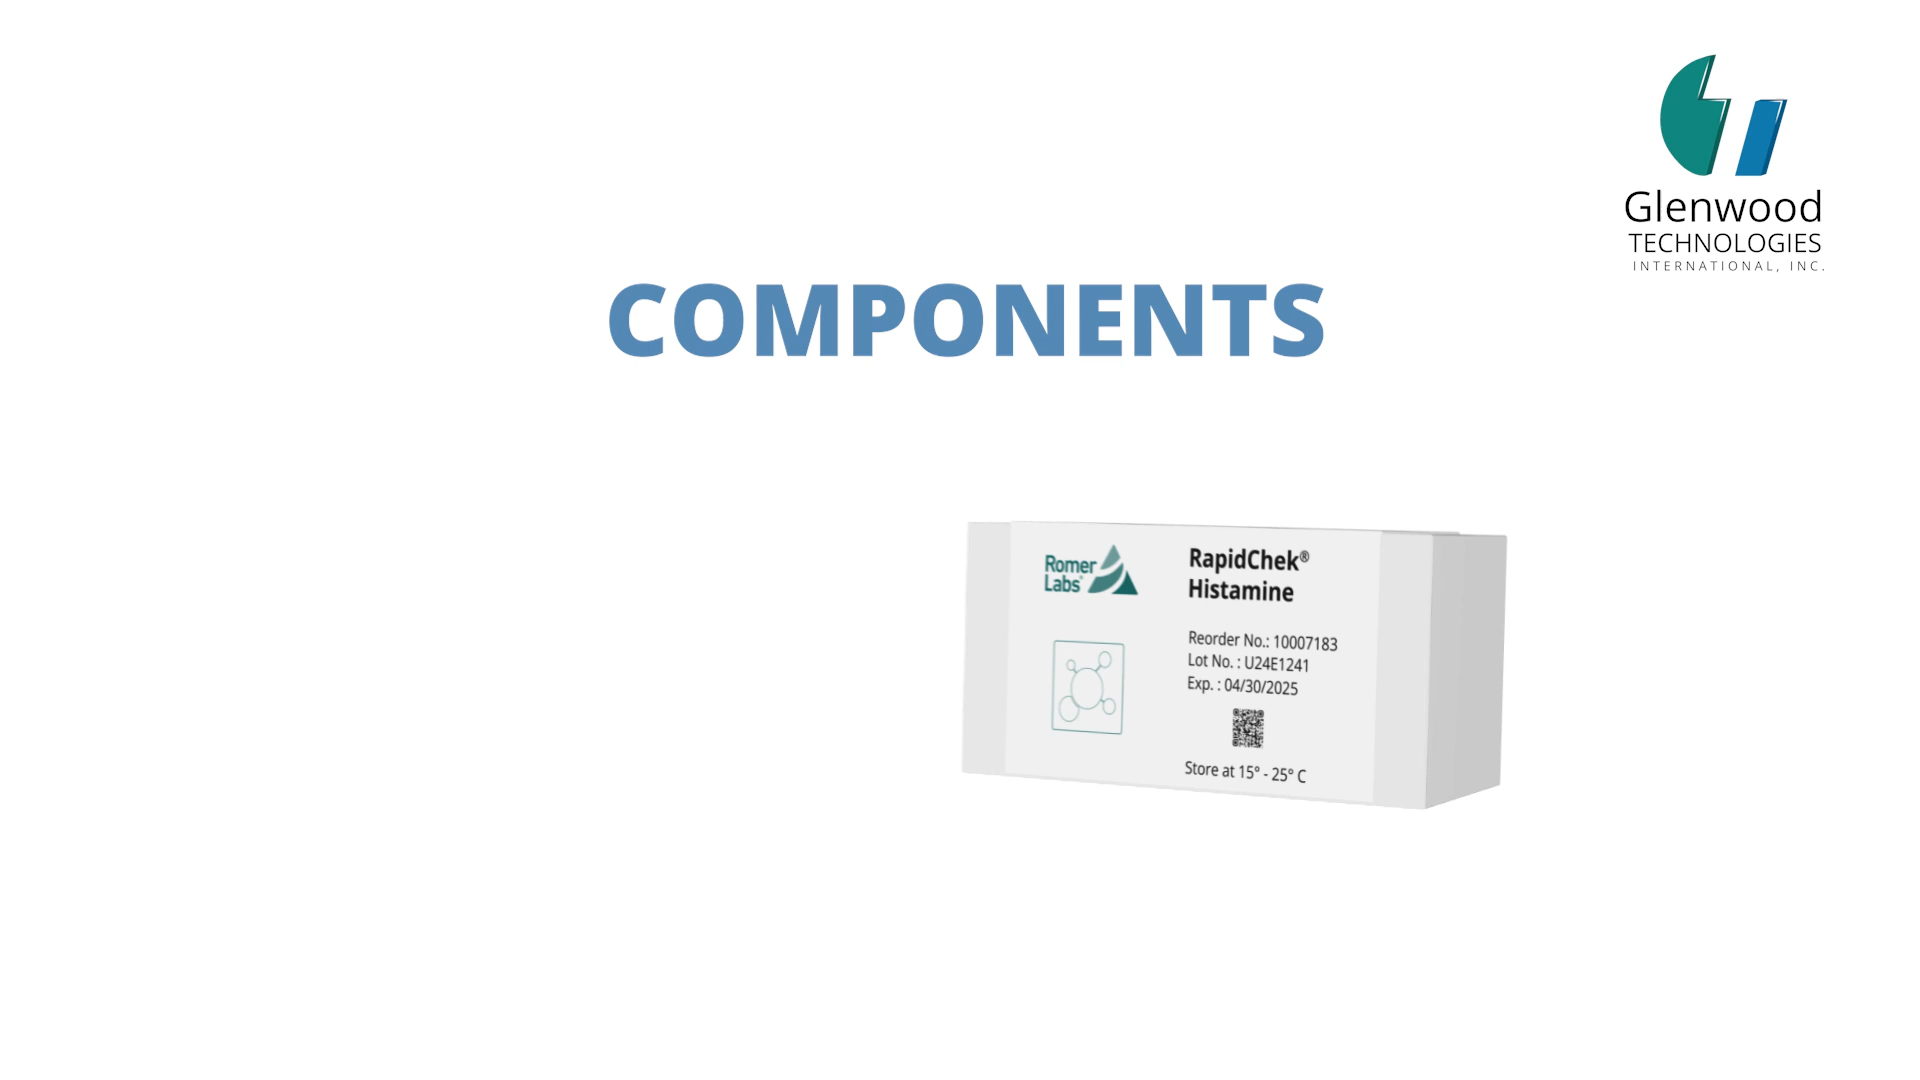 Glenwood
TECHNOLOGIES
INTERNATIONAL, INC.
COMPONENTS
Romer
Labs®
RapidChek®
Histamine
Reorder No.: 10007183
Lot No. : U24E1241
Exp. : 04/30/2025
Store at 15° - 25° C